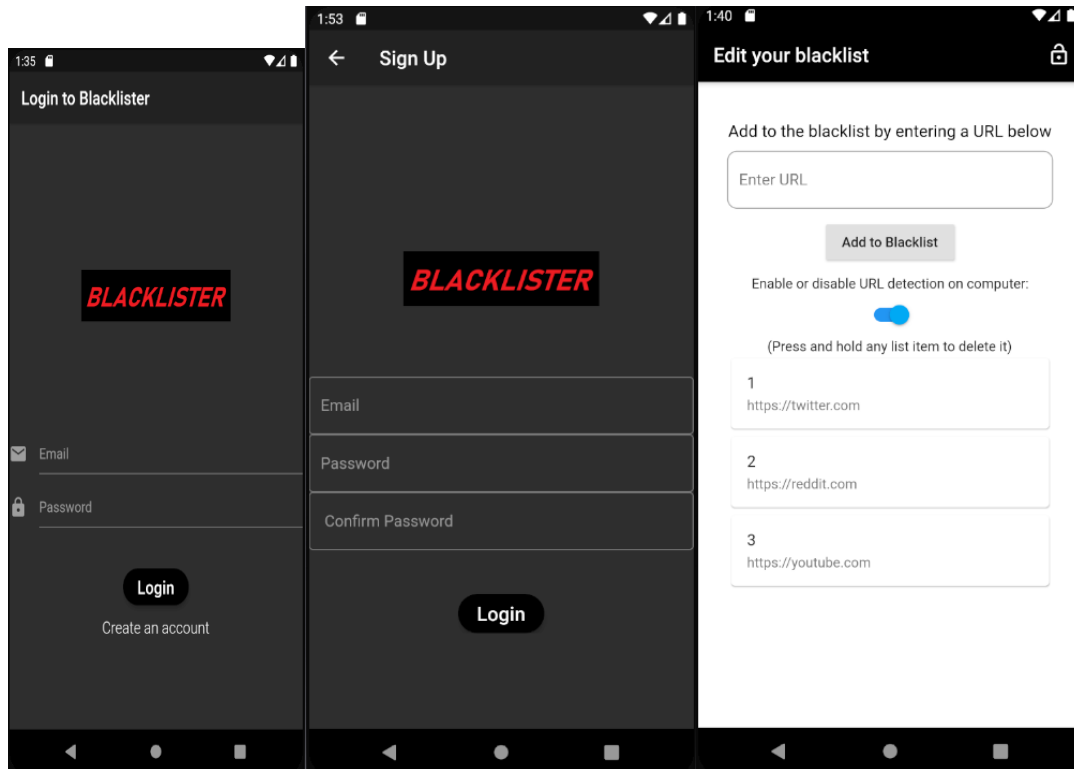 1:35
Login to Blacklister
BLACKLISTER
Email
Password
Login
Create an account
1:53
Sign Up
BLACKLISTER
Email
Password
Confirm Password
Login
1:40
Edit your blacklist
Add to the blacklist by entering a URL below
Enter URL
Add to Blacklist
Enable or disable URL detection on computer:
(Press and hold any list item to delete it)
1
https://twitter.com
2
https://reddit.com
3
https://youtube.com